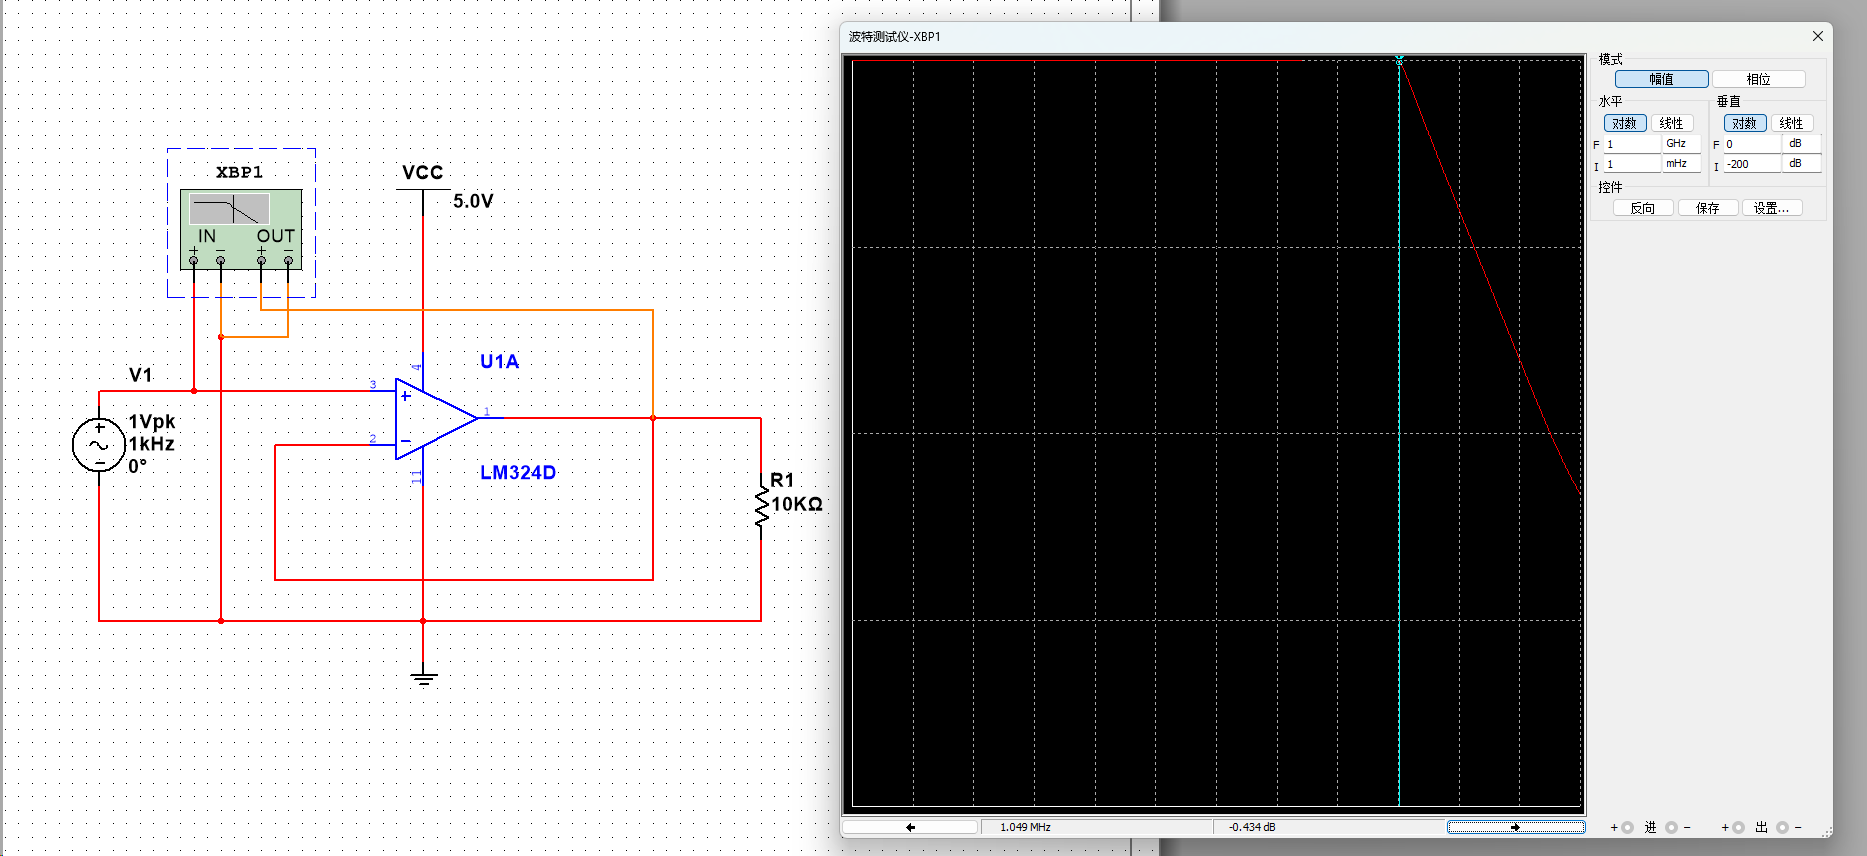 XBP1
IN
OUT
+
−
+
−
VCC
5.0V
V1
+
−
1Vpk
1kHz
0°
3
2
4
11
1
+
−
U1A
LM324D
R1
10KΩ
波特测试仪-XBP1
模式
幅值
相位
水平
垂直
对数
线性
对数
线性
F
1
GHz
F
0
dB
I
1
mHz
I
-200
dB
控件
反向
保存
设置...
1.049 MHz
-0.434 dB
+ 进 −
+ 出 −